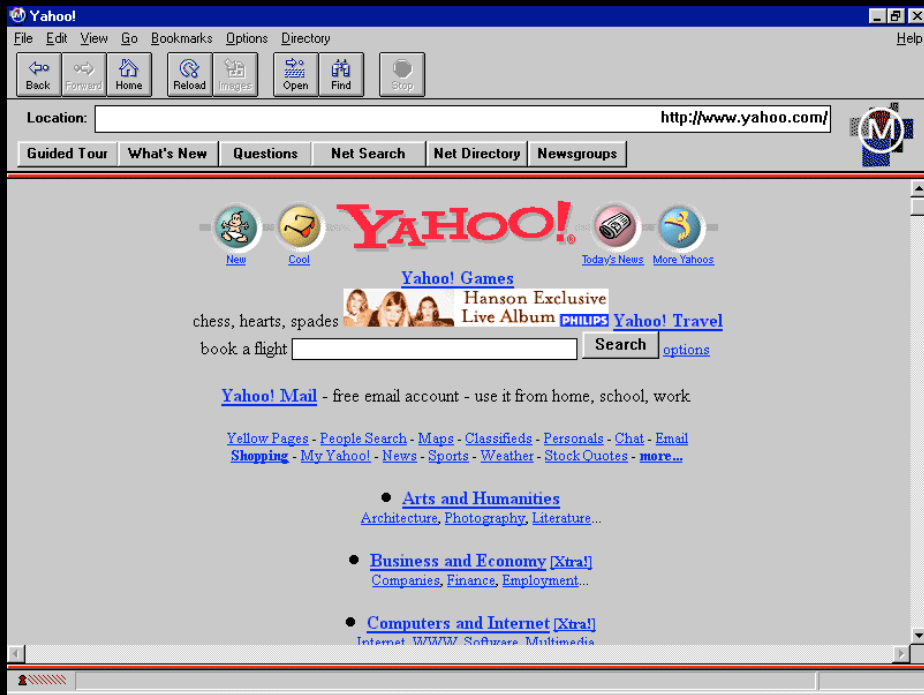 Yahoo!
File Edit View Go Bookmarks Options Directory Help
Back Forward Home Reload Images Open Find Stop
Location: http://www.yahoo.com/
Guided Tour What's New Questions Net Search Net Directory Newsgroups
M
YAHOO!
New Cool Today's News More Yahoos
Yahoo! Games
Hanson Exclusive
chess, hearts, spades Live Album PHILIPS Yahoo! Travel
book a flight Search options
Yahoo! Mail - free email account - use it from home, school, work
Yellow Pages - People Search - Maps - Classifieds - Personals - Chat - Email
Shopping - My Yahoo! - News - Sports - Weather - Stock Quotes - more...
Arts and Humanities
Architecture, Photography, Literature...
Business and Economy [Xtra!]
Companies, Finance, Employment...
Computers and Internet [Xtra!]
Internet, WWW, Software, Multimedia